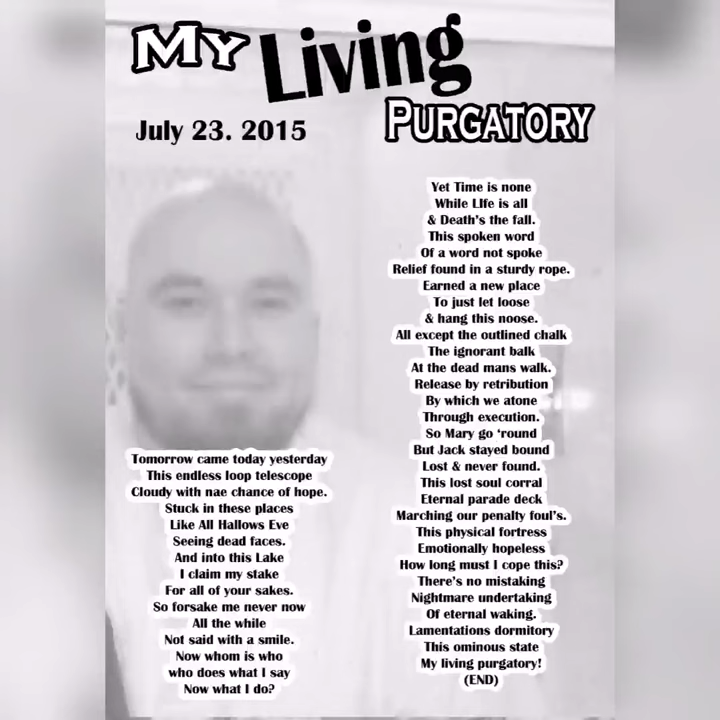 My Living
Purgatory
July 23. 2015
Tomorrow came today yesterday
This endless loop telescope
Cloudy with nae chance of hope.
Stuck in these places
Like All Hallows Eve
Seeing dead faces.
And into this Lake
I claim my stake
For all of your sakes.
So forsake me never now
All the while
Not said with a smile.
Now whom is who
who does what I say
Now what I do?
Yet Time is none
While LIfe is all
& Death's the fall.
This spoken word
Of a word not spoke
Relief found in a sturdy rope.
Earned a new place
To just let loose
& hang this noose.
All except the outlined chalk
The ignorant balk
At the dead mans walk.
Release by retribution
By which we atone
Through execution.
So Mary go 'round
But Jack stayed bound
Lost & never found.
This lost soul corral
Eternal parade deck
Marching our penalty foul's.
This physical fortress
Emotionally hopeless
How long must I cope this?
There's no mistaking
Nightmare undertaking
Of eternal waking.
Lamentations dormitory
This ominous state
My living purgatory!
(END)